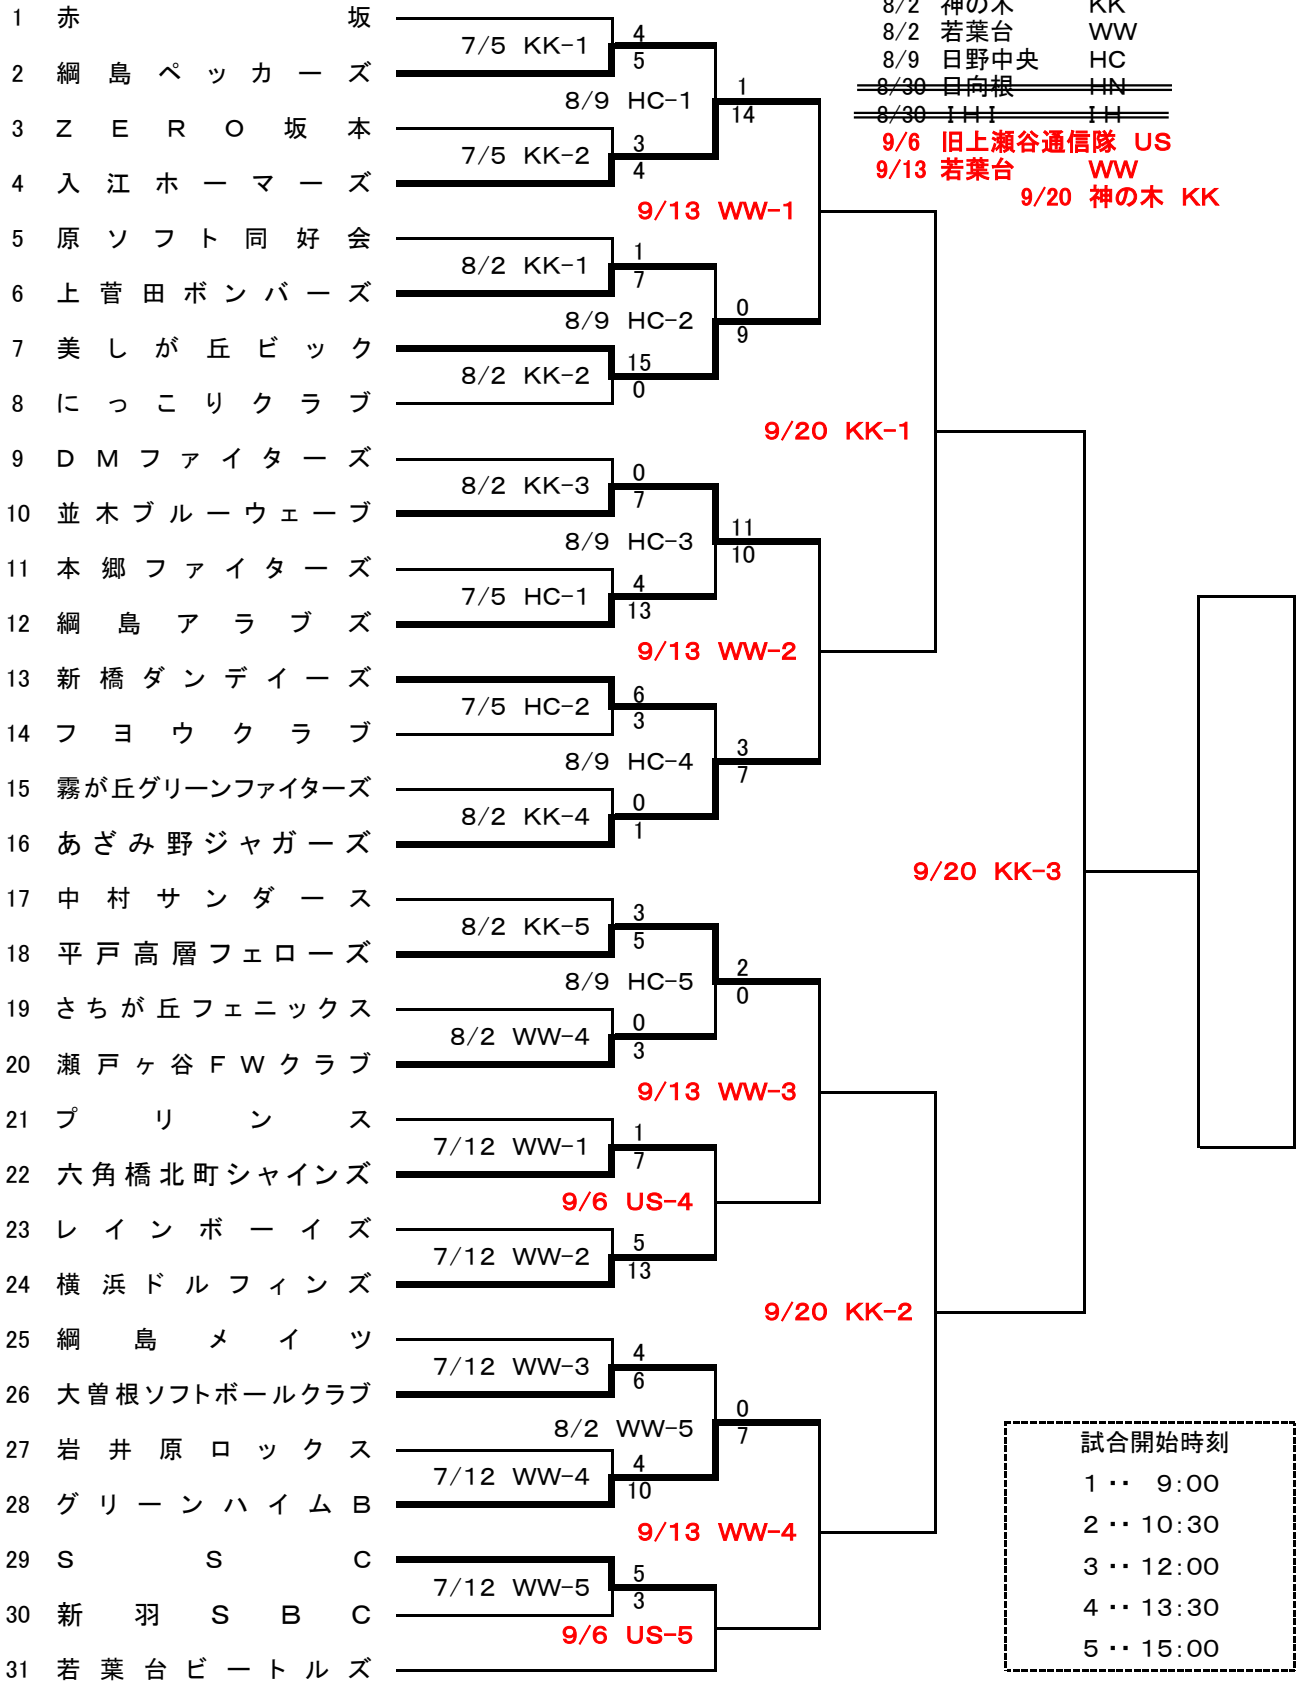 8/2 神の木 KK
8/2 若葉台 WW
8/9 日野中央 HC
8/30 日向根 HN
8/30 IHI IH
9/6 旧上瀬谷通信隊 US
9/13 若葉台 WW
9/20 神の木 KK
1 赤坂
7/5 KK-1 4
2 綱島ペッカーズ 5
8/9 HC-1 1
14
3 ZERO坂本
7/5 KK-2 3
4 入江ホーマーズ 4
9/13 WW-1
5 原ソフト同好会
8/2 KK-1 1
6 上菅田ボンバーズ 7
8/9 HC-2 0
9
7 美しが丘ビック
8/2 KK-2 15
8 にっこりクラブ 0
9/20 KK-1
9 DMファイターズ
8/2 KK-3 0
10 並木ブルーウェーブ 7
8/9 HC-3 11
10
11 本郷ファイターズ
7/5 HC-1 4
12 綱島アラブズ 13
9/13 WW-2
13 新橋ダンデイーズ
7/5 HC-2 6
14 フヨウクラブ 3
8/9 HC-4 3
7
15 霧が丘グリーンファイターズ
8/2 KK-4 0
16 あざみ野ジャガーズ 1
9/20 KK-3
17 中村サンダース
8/2 KK-5 3
18 平戸高層フェローズ 5
8/9 HC-5 2
0
19 さちが丘フェニックス
8/2 WW-4 0
20 瀬戸ヶ谷FWクラブ 3
9/13 WW-3
21 プリンス
7/12 WW-1 1
22 六角橋北町シャインズ 7
9/6 US-4
23 レインボーイズ
7/12 WW-2 5
24 横浜ドルフィンズ 13
9/20 KK-2
25 綱島メイツ
7/12 WW-3 4
26 大曽根ソフトボールクラブ 6
8/2 WW-5 0
7
27 岩井原ロックス
7/12 WW-4 4
28 グリーンハイムB 10
9/13 WW-4
29 SSC
7/12 WW-5 5
30 新羽SBC 3
9/6 US-5
31 若葉台ビートルズ
試合開始時刻
1・・ 9:00
2・・10:30
3・・12:00
4・・13:30
5・・15:00